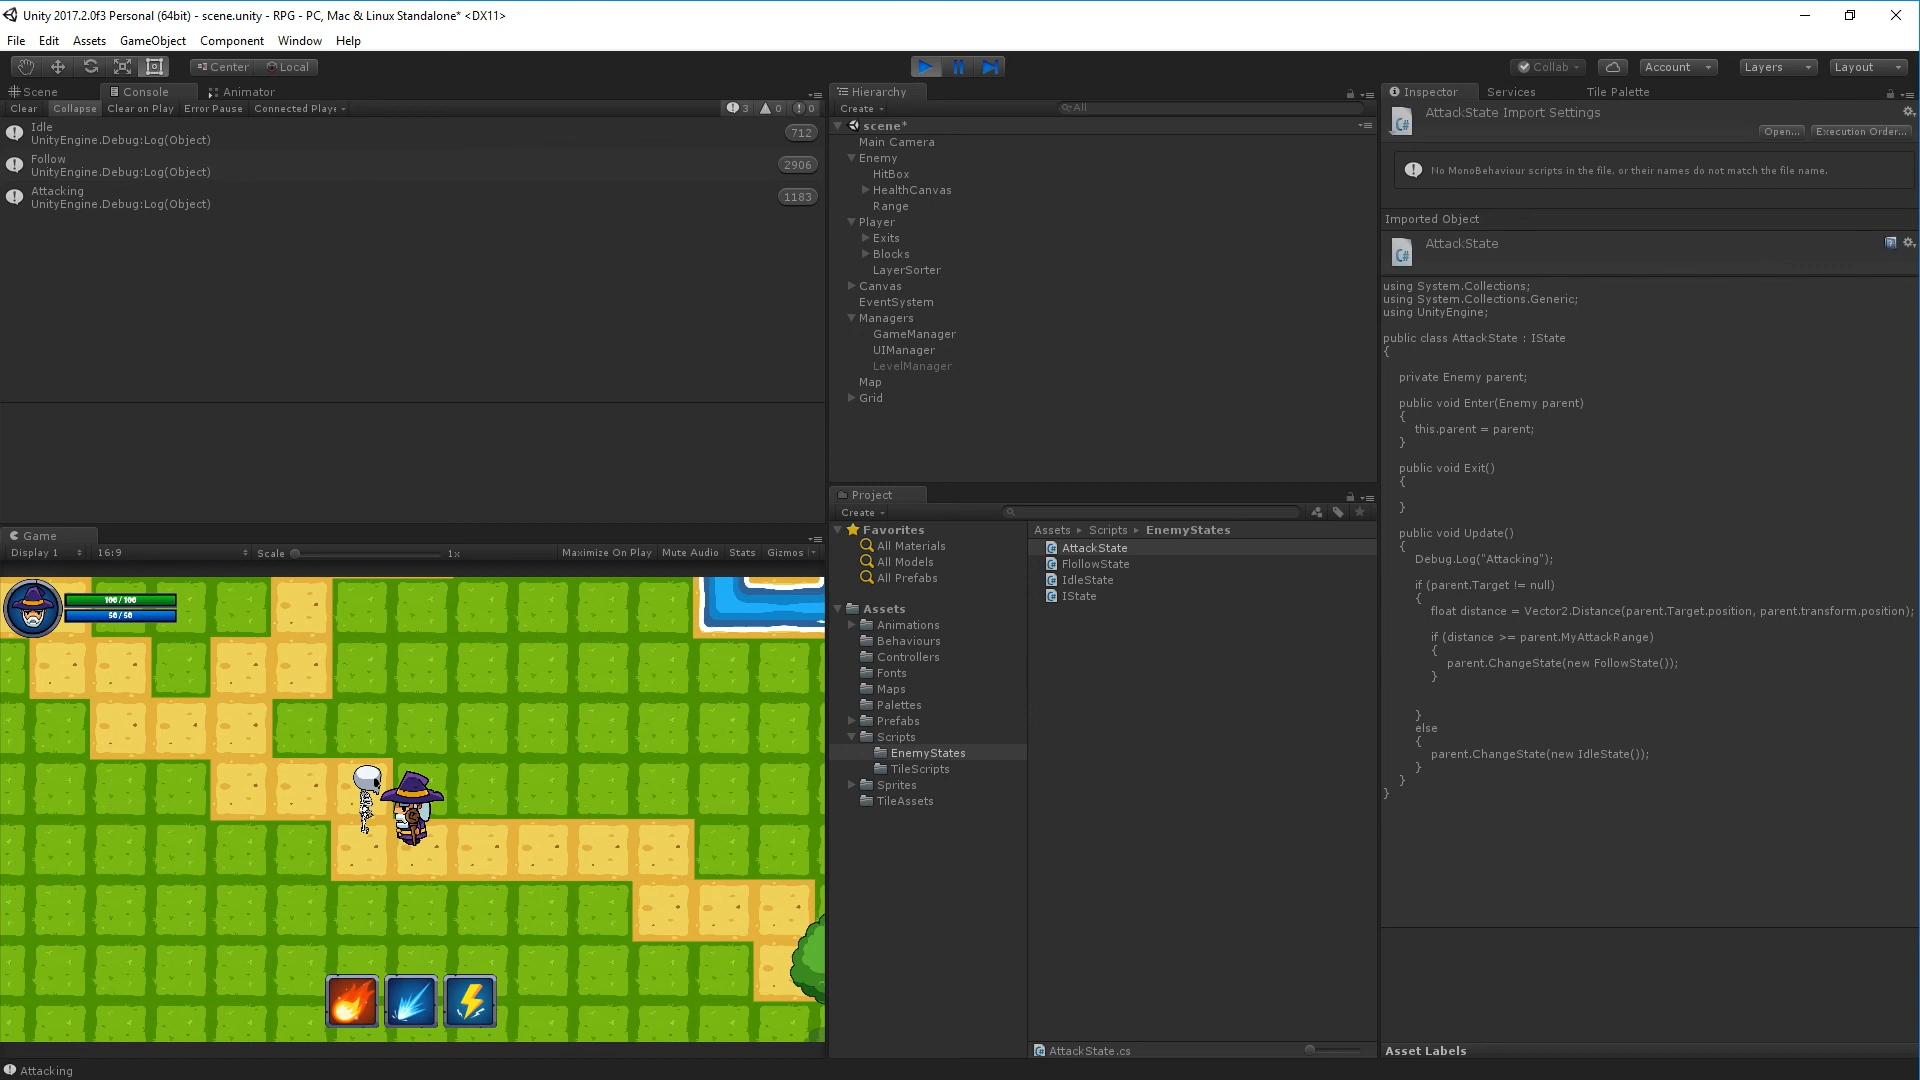 Unity 2017.2.0f3 Personal (64bit) - scene.unity - RPG - PC, Mac & Linux Standalone* <DX11>
File Edit Assets GameObject Component Window Help
Center Local
Collab Account Layers Layout
Scene Console Animator
Clear Collapse Clear on Play Error Pause Connected Playe 3 0 0
Idle
UnityEngine.Debug:Log(Object)
712
Follow
UnityEngine.Debug:Log(Object)
2906
Attacking
UnityEngine.Debug:Log(Object)
1183
Game
Display 1 16:9 Scale 1x Maximize On Play Mute Audio Stats Gizmos
100 / 100
50 / 50
Attacking
Hierarchy
Create All
scene*
Main Camera
Enemy
HitBox
HealthCanvas
Range
Player
Exits
Blocks
LayerSorter
Canvas
EventSystem
Managers
GameManager
UIManager
LevelManager
Map
Grid
Project
Create
Favorites
All Materials
All Models
All Prefabs
Assets
Animations
Behaviours
Controllers
Fonts
Maps
Palettes
Prefabs
Scripts
EnemyStates
TileScripts
Sprites
TileAssets
Assets Scripts EnemyStates
AttackState
FlollowState
IdleState
IState
AttackState.cs
Inspector Services Tile Palette
AttackState Import Settings
Open... Execution Order...
No MonoBehaviour scripts in the file, or their names do not match the file name.
Imported Object
AttackState
using System.Collections;
using System.Collections.Generic;
using UnityEngine;
public class AttackState : IState
{
private Enemy parent;
public void Enter(Enemy parent)
{
this.parent = parent;
}
public void Exit()
{
}
public void Update()
{
Debug.Log("Attacking");
if (parent.Target != null)
{
float distance = Vector2.Distance(parent.Target.position, parent.transform.position);
if (distance >= parent.MyAttackRange)
{
parent.ChangeState(new FollowState());
}
}
else
{
parent.ChangeState(new IdleState());
}
}
}
Asset Labels